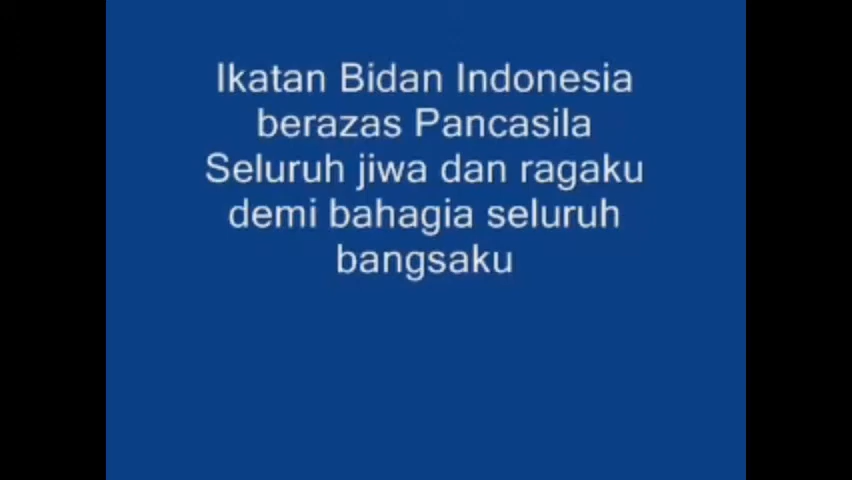 Ikatan Bidan Indonesia
berazas Pancasila
Seluruh jiwa dan ragaku
demi bahagia seluruh
bangsaku